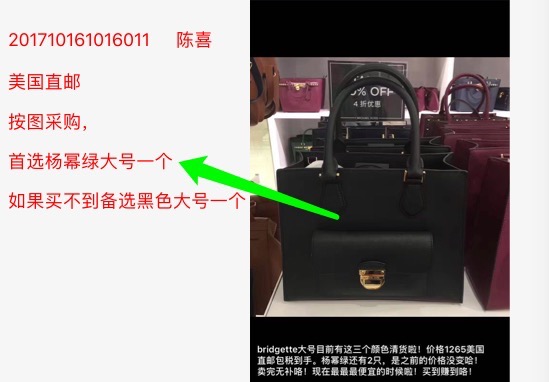 201710161016011 陈喜
美国直邮
按图采购，
首选杨幂绿大号一个
如果买不到备选黑色大号一个
% OFF
4 折优惠
bridgette大号目前有这三个颜色清货啦！价格1265美国
直邮包税到手。杨幂绿还有2只，是之前的价格没变哈！
卖完无补咯！现在最最最便宜的时候啦！买到赚到咯！